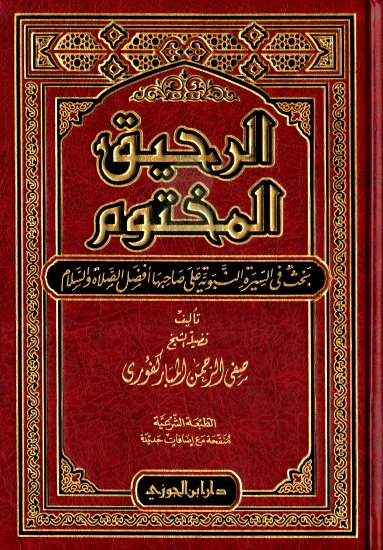 الرحيق
المختوم
بحث في السيرة النبوية على صاحبها أفضل الصلاة والسلام
تأليف
فضيلة الشيخ
صفي الرحمن المباركفوري
الطبعة الشرعية
منقحة مع إضافات جديدة
دار ابن الجوزي